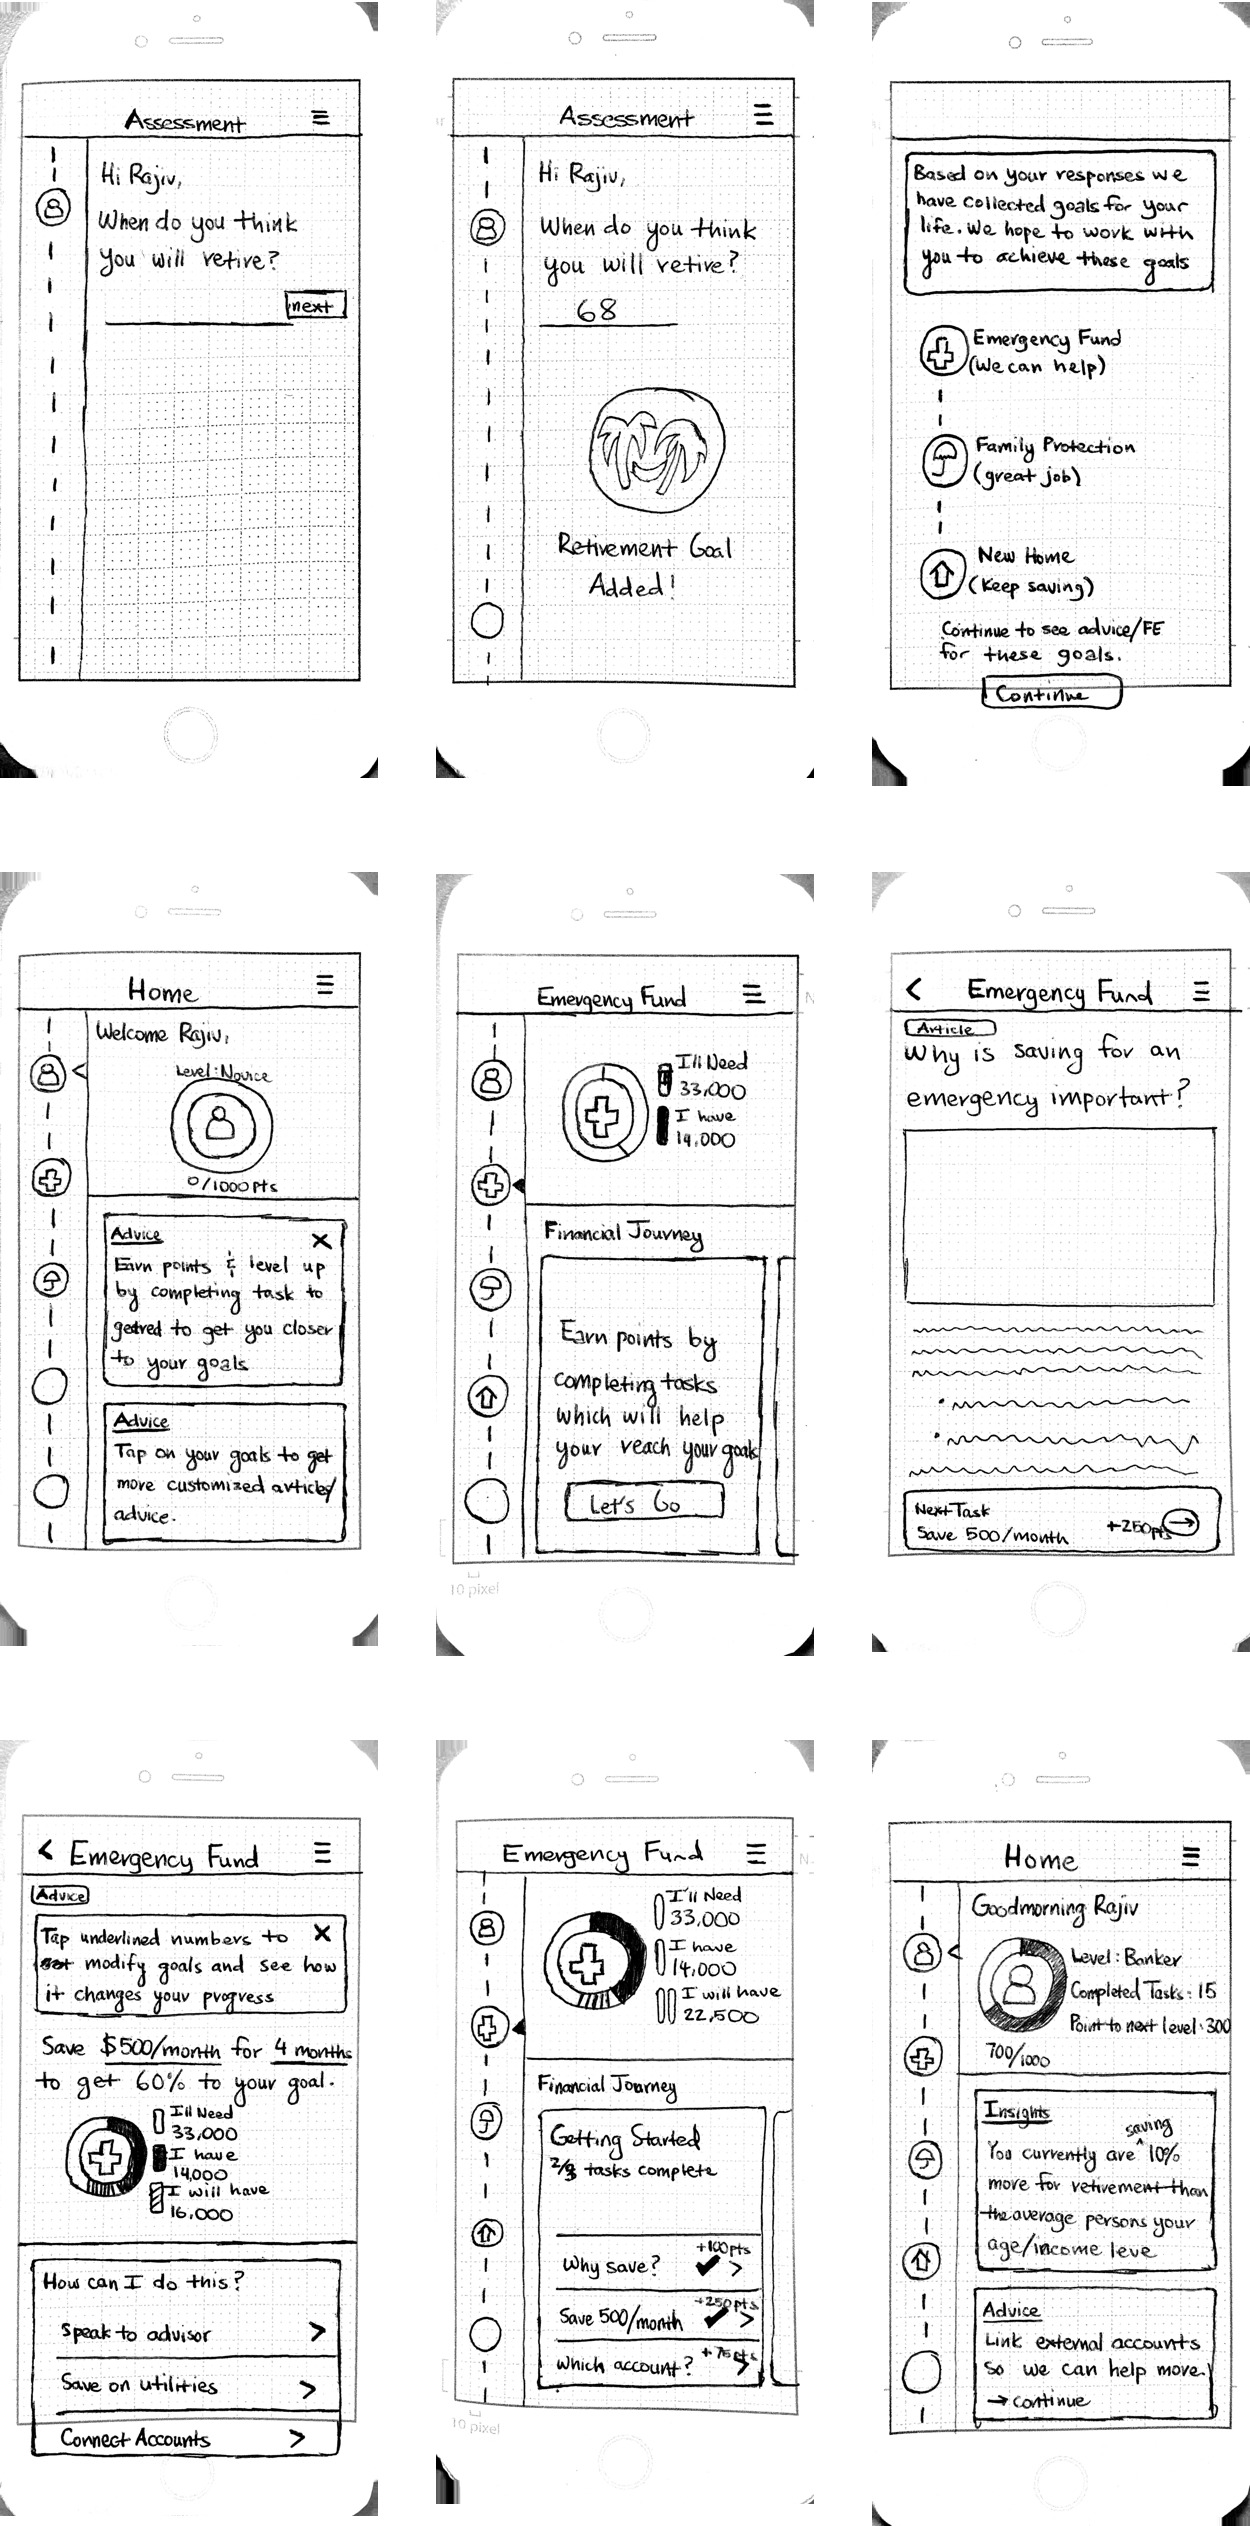 Assessment
Hi Rajiv,
When do you think
you will retire?
next
Assessment
Hi Rajiv,
When do you think
you will retire?
68
Retirement Goal
Added!
Based on your responses we
have collected goals for your
life. We hope to work with
you to achieve these goals
Emergency Fund
(We can help)
Family Protection
(great job)
New Home
(Keep saving)
Continue to see advice/FE
for these goals.
Continue
Home
Welcome Rajiv,
Level: Novice
0/1000 pts
Advice
Earn points & level up
by completing task to
to get you closer
to your goals
Advice
Tap on your goals to get
more customized article/
advice.
Emergency Fund
I'll Need
33,000
I have
14,000
Financial Journey
Earn points by
completing tasks
which will help
your reach your goals
Let's Go
10 pixel
Emergency Fund
Article
Why is saving for an
emergency important?
Next Task
Save 500/month
+250pts
Emergency Fund
Advice
Tap underlined numbers to
modify goals and see how
it changes your progress
Save $500/month for 4 months
to get 60% to your goal.
I'll Need
33,000
I have
14,000
I will have
16,000
How can I do this?
Speak to advisor
Save on utilities
Connect Accounts
Emergency Fund
I'll Need
33,000
I have
14,000
I will have
22,500
Financial Journey
Getting Started
2/3 tasks complete
+100pts
Why save?
+250pts
Save 500/month
+75pts
Which account?
10 pixel
Home
Goodmorning Rajiv
Level: Banker
Completed Tasks: 15
Point to next level: 300
700/1000
Insights
saving
You currently are ^ 10%
more for retirement than
the average persons your
age/income leve
Advice
Link external accounts
so we can help more.
→ continue